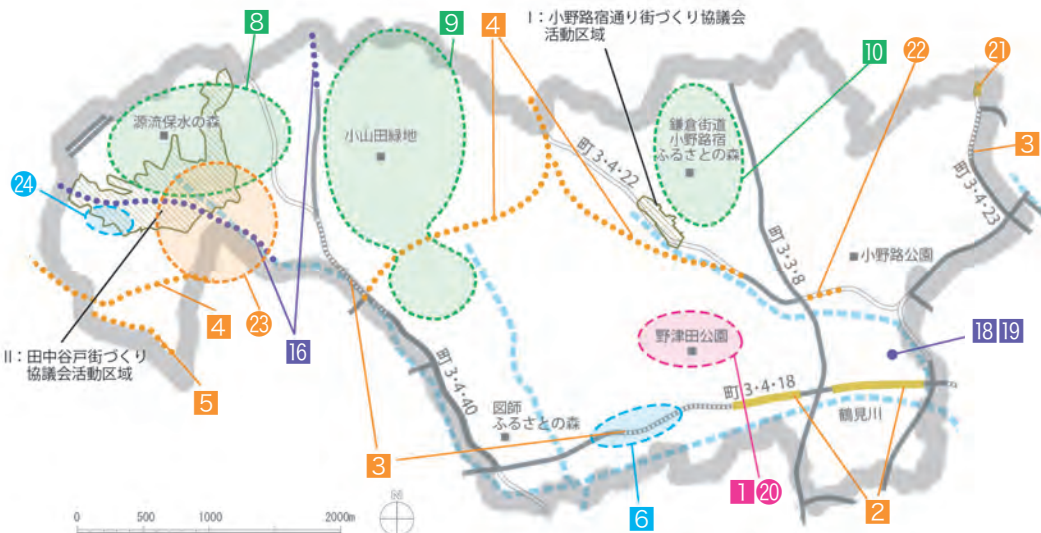 8
9
4
I：小野路宿通り街づくり協議会
活動区域
10
22
21
源流保水の森
小山田緑地
鎌倉街道
小野路宿
ふるさとの森
3
町 3・4・22
町 3・4・23
24
町 3・3・8
小野路公園
4
23
16
18 19
II：田中谷戸街づくり
協議会活動区域
5
野津田公園
町 3・4・18
町 3・4・40
図師
ふるさとの森
鶴見川
3
1 20
2
6
N
0 500 1000 2000m